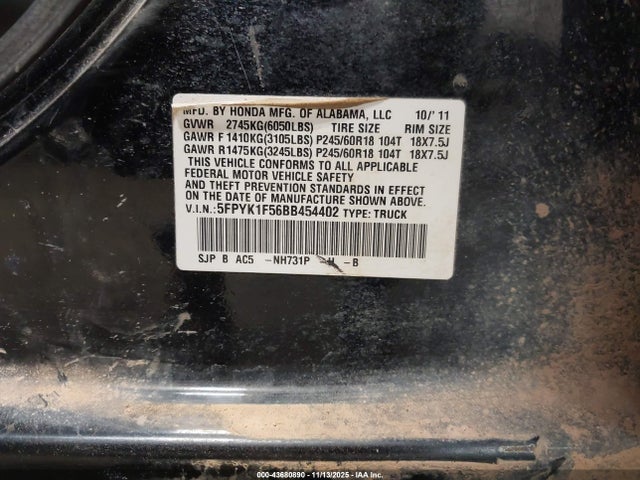 MFD. BY HONDA MFG. OF ALABAMA, LLC 10/'11
GVWR 2745KG(6050LBS) TIRE SIZE RIM SIZE
GAWR F 1410KG(3105LBS) P245/60R18 104T 18X7.5J
GAWR R1475KG(3245LBS) P245/60R18 104T 18X7.5J
THIS VEHICLE CONFORMS TO ALL APPLICABLE
FEDERAL MOTOR VEHICLE SAFETY
AND THEFT PREVENTION STANDARDS IN EFFECT
ON THE DATE OF MANUFACTURE SHOWN ABOVE.
V.I.N.:5FPYK1F56BB454402 TYPE: TRUCK
SJP B AC5 -NH731P -H -B
000-43680890 - 11/13/2025 - IAA Inc.